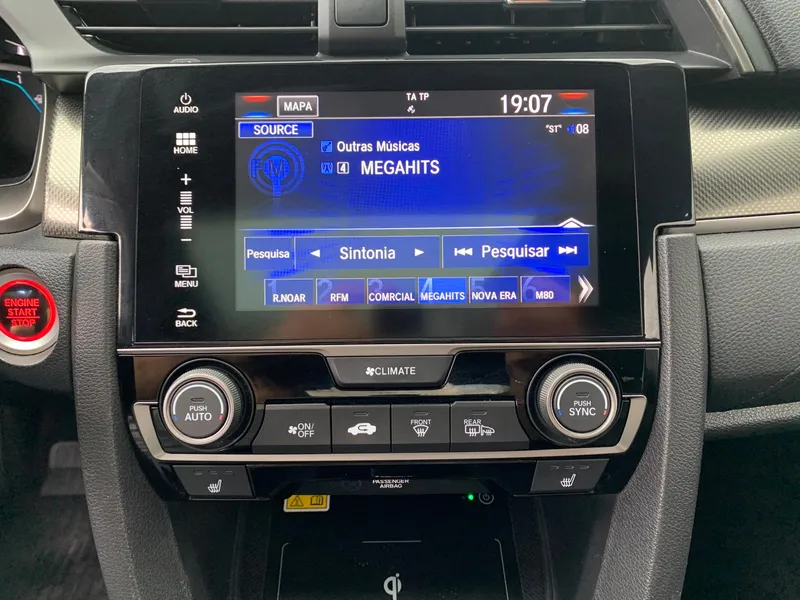 MAPA
TA TP
19:07
AUDIO
SOURCE
"ST"
08
HOME
Outras Músicas
FM
4 MEGAHITS
VOL
Pesquisa
Sintonia
Pesquisar
MENU
1 R.NOAR
2 RFM
3 COMRCIAL
4 MEGAHITS
5 NOVA ERA
6 M80
ENGINE
START
STOP
BACK
CLIMATE
PUSH
AUTO
ON/
OFF
FRONT
REAR
PUSH
SYNC
PASSENGER
AIRBAG
qi